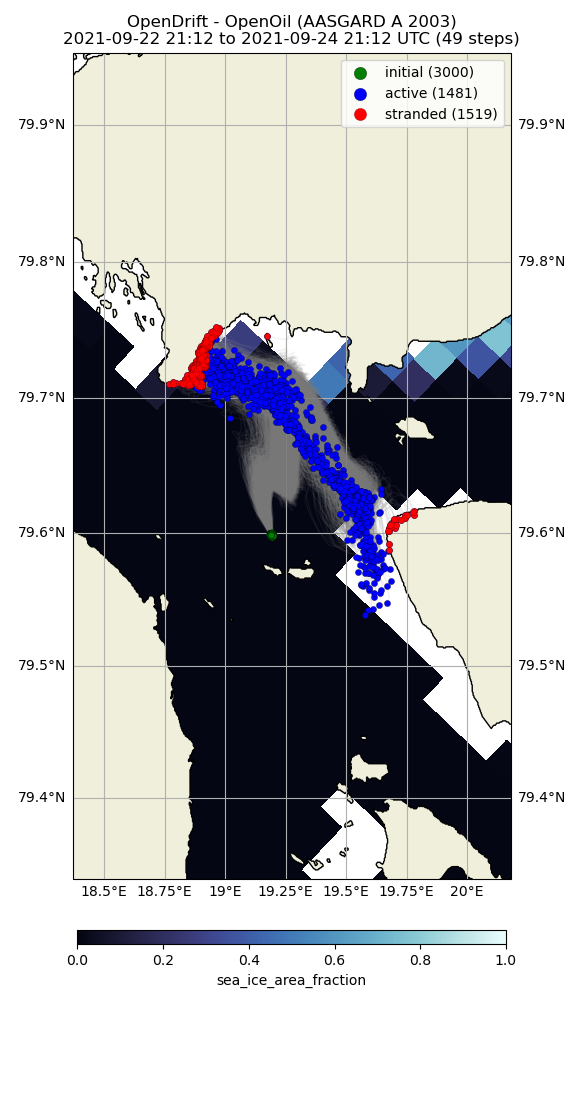 OpenDrift - OpenOil (AASGARD A 2003)
2021-09-22 21:12 to 2021-09-24 21:12 UTC (49 steps)
initial (3000)
active (1481)
stranded (1519)
79.9°N 79.9°N
79.8°N 79.8°N
79.7°N 79.7°N
79.6°N 79.6°N
79.5°N 79.5°N
79.4°N 79.4°N
18.5°E 18.75°E 19°E 19.25°E 19.5°E 19.75°E 20°E
0.0 0.2 0.4 0.6 0.8 1.0
sea_ice_area_fraction